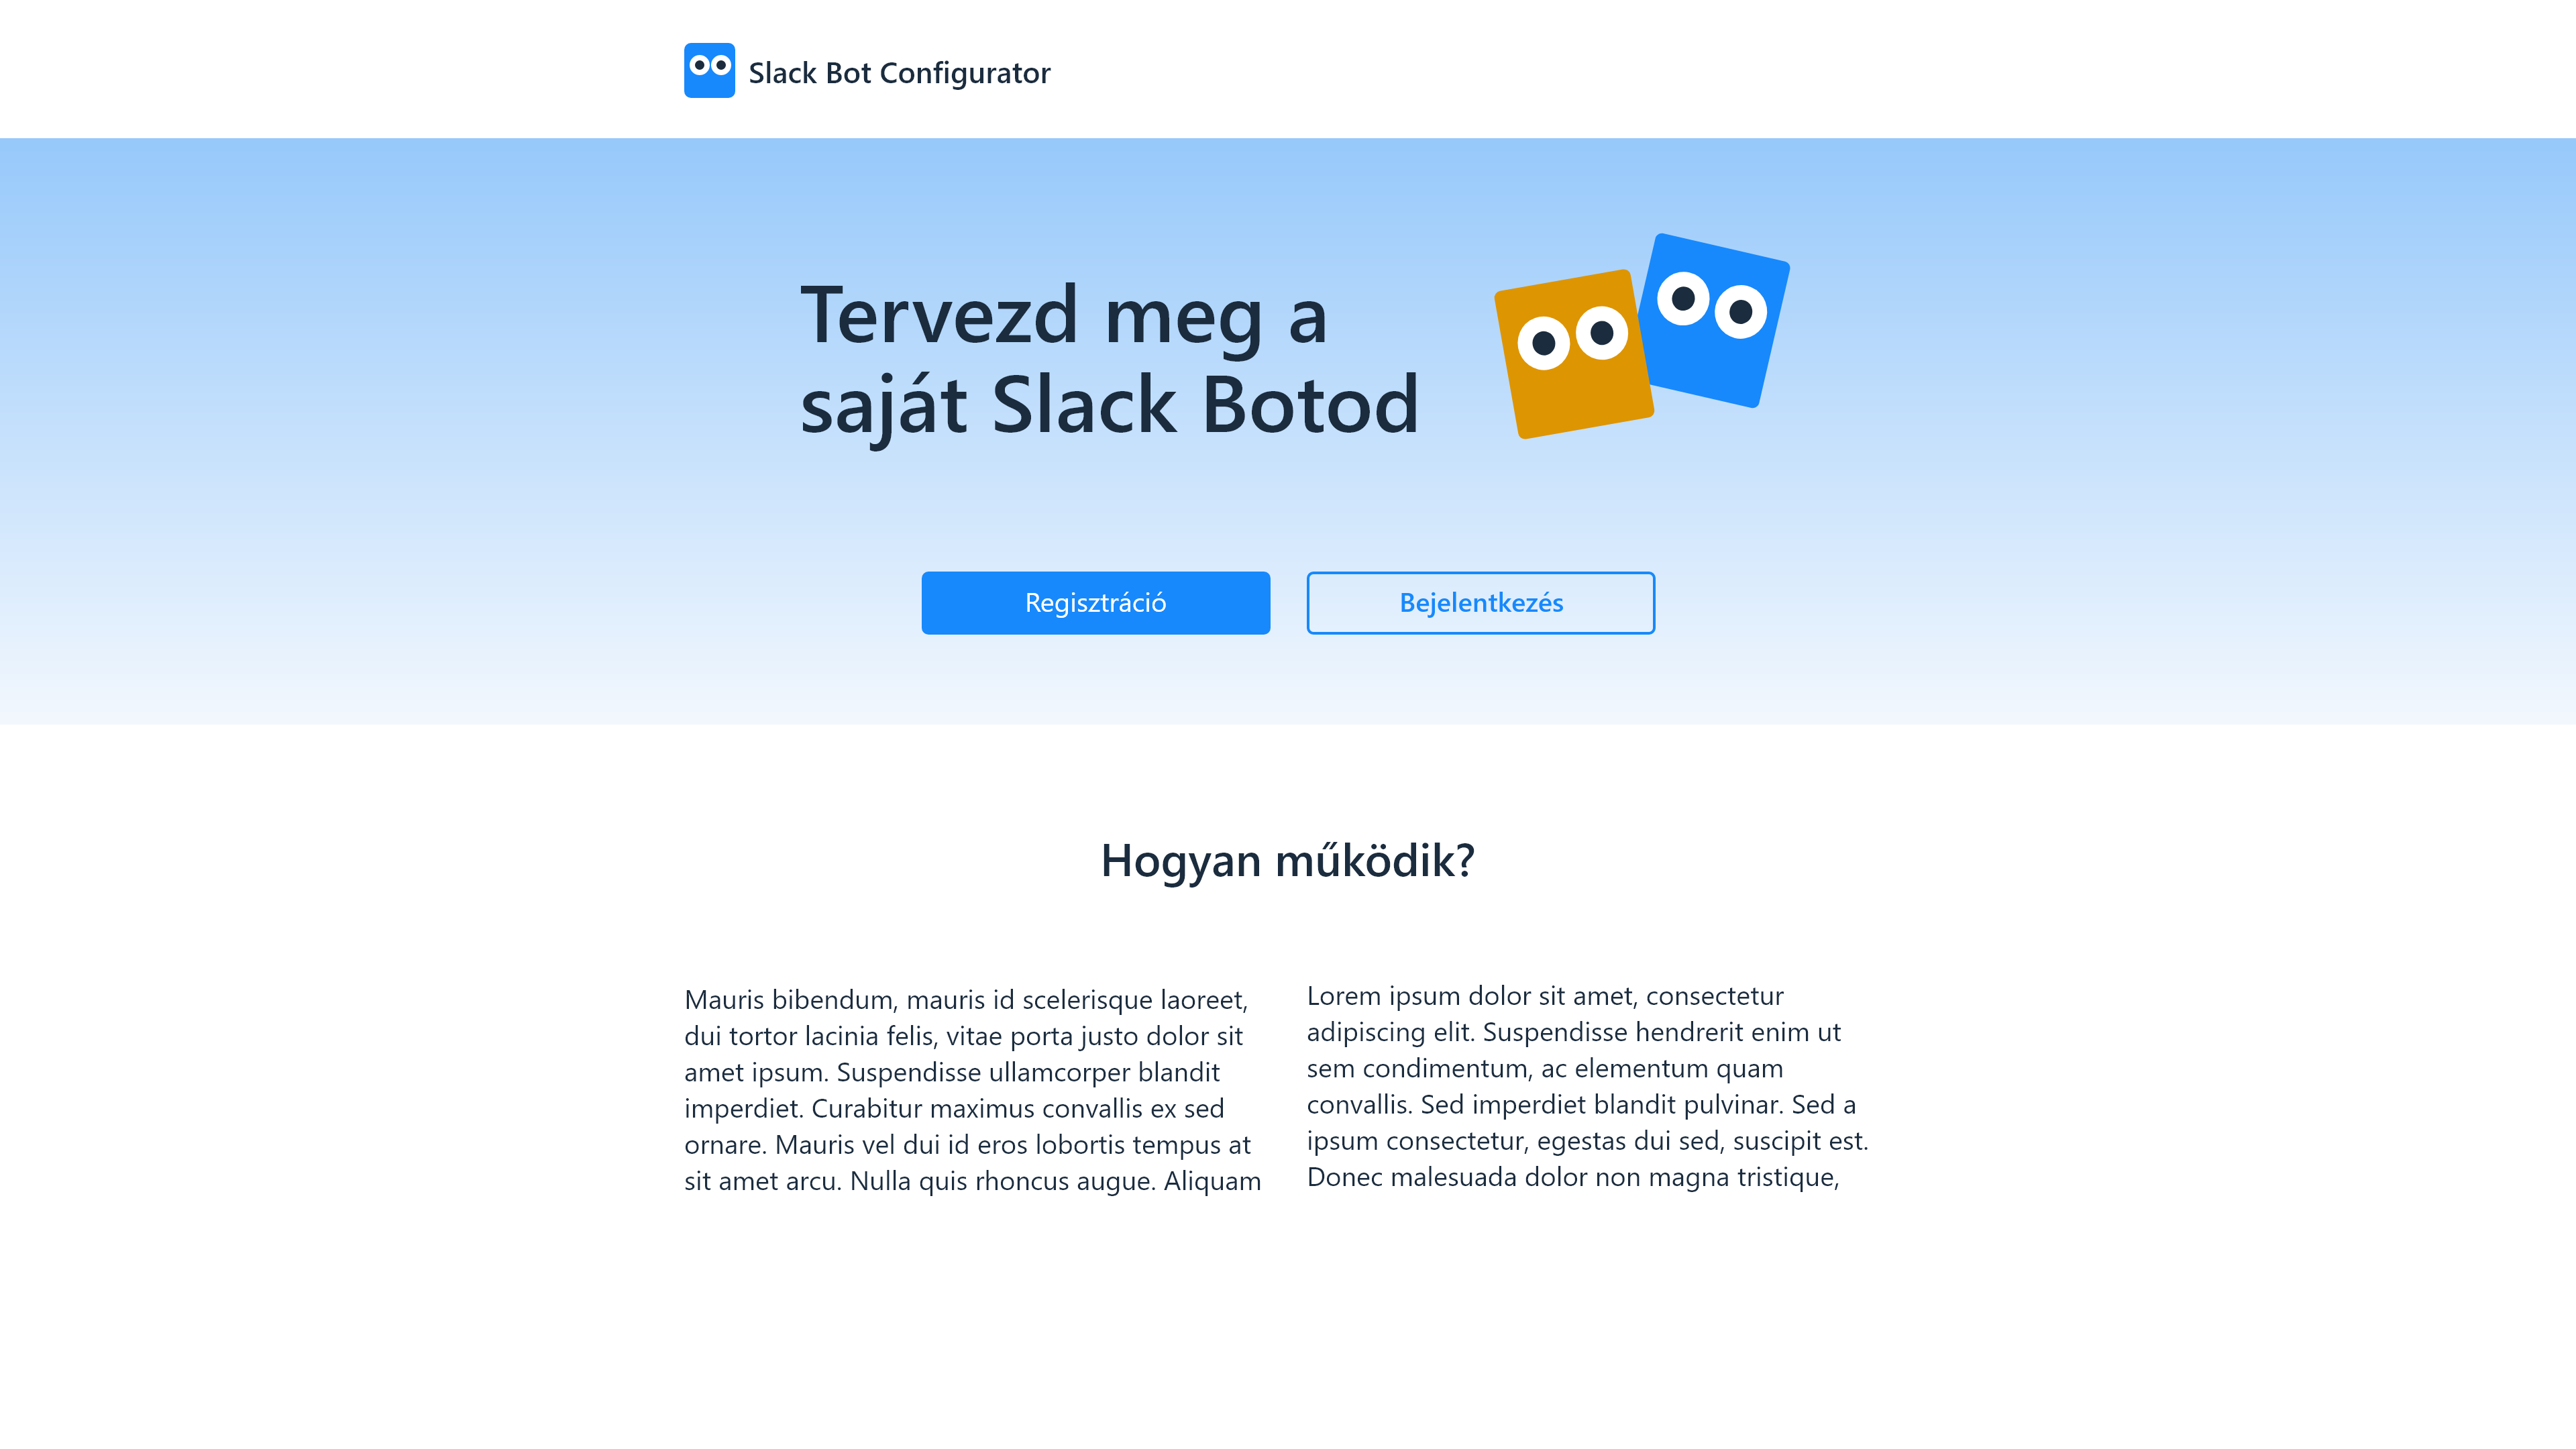 Slack Bot Configurator
Tervezd meg a
saját Slack Botod
Regisztráció
Bejelentkezés
Hogyan működik?
Mauris bibendum, mauris id scelerisque laoreet,
dui tortor lacinia felis, vitae porta justo dolor sit
amet ipsum. Suspendisse ullamcorper blandit
imperdiet. Curabitur maximus convallis ex sed
ornare. Mauris vel dui id eros lobortis tempus at
sit amet arcu. Nulla quis rhoncus augue. Aliquam
Lorem ipsum dolor sit amet, consectetur
adipiscing elit. Suspendisse hendrerit enim ut
sem condimentum, ac elementum quam
convallis. Sed imperdiet blandit pulvinar. Sed a
ipsum consectetur, egestas dui sed, suscipit est.
Donec malesuada dolor non magna tristique,